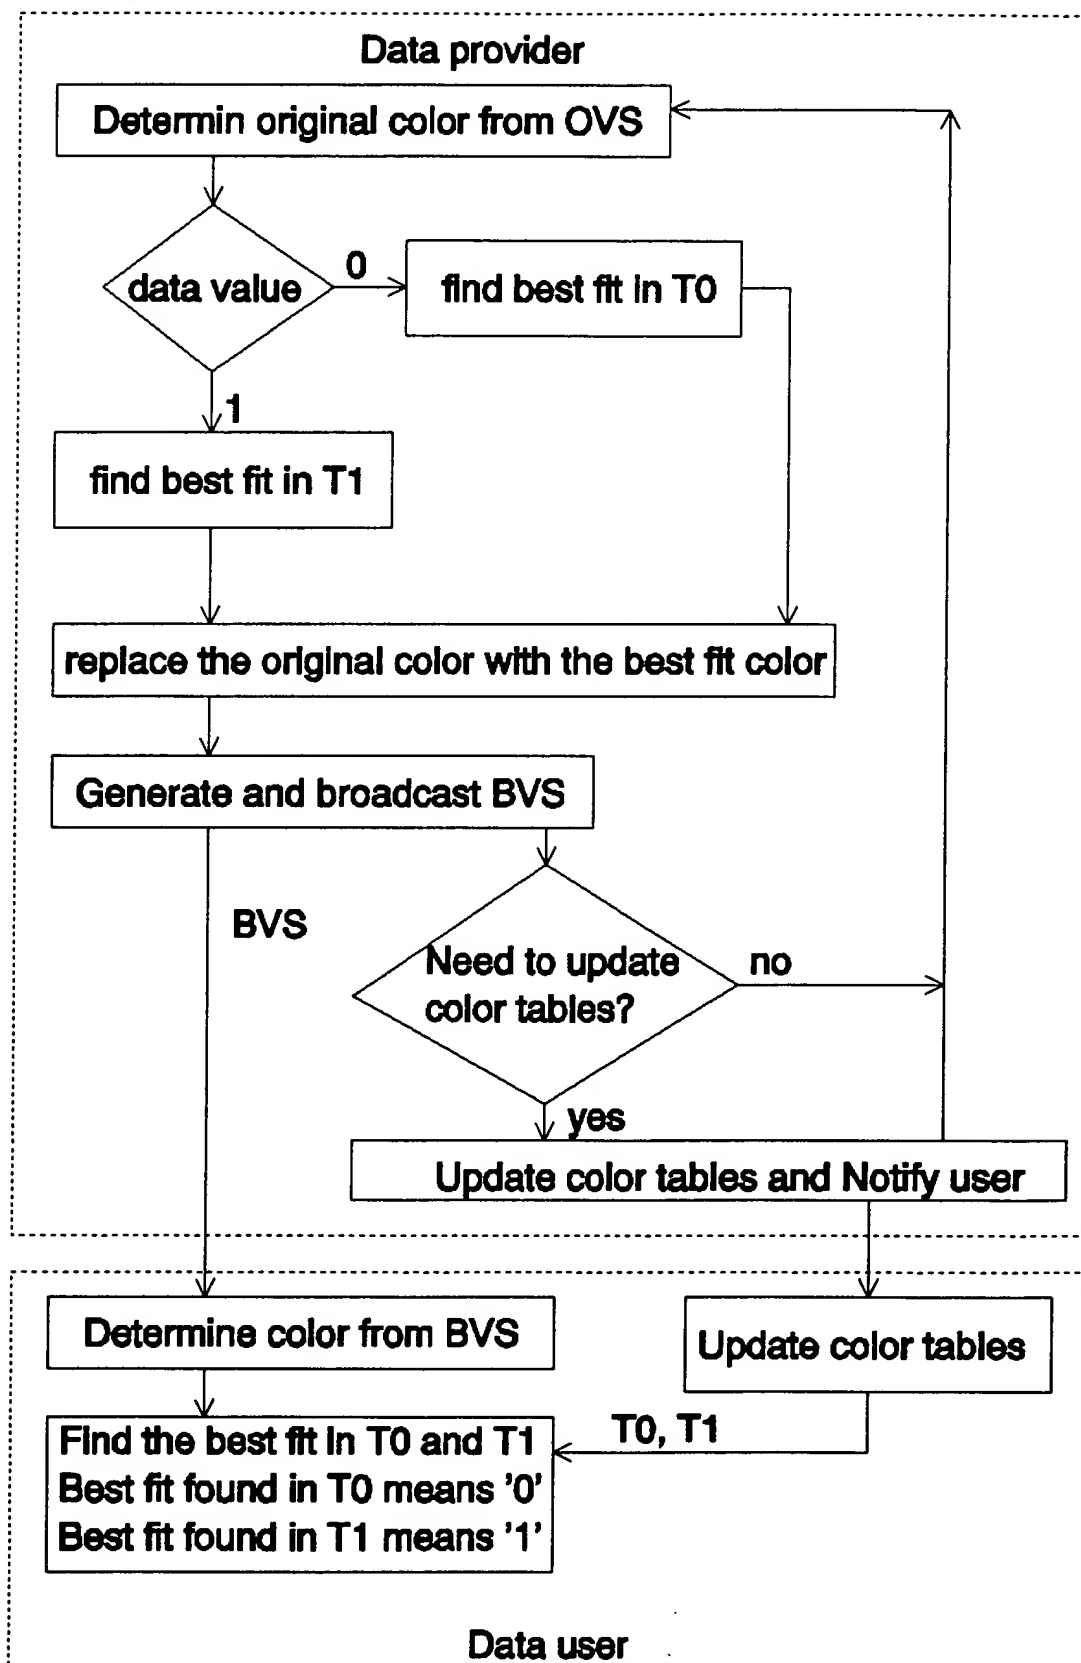 Data provider
Determin original color from OVS
data value
0
find best fit in T0
1
find best fit in T1
replace the original color with the best fit color
Generate and broadcast BVS
BVS
Need to update
color tables?
no
yes
Update color tables and Notify user
Determine color from BVS
Update color tables
T0, T1
Find the best fit in T0 and T1
Best fit found in T0 means '0'
Best fit found in T1 means '1'
Data user